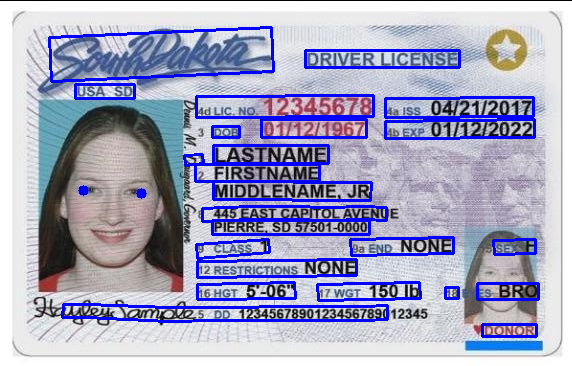 South Dakota
DRIVER LICENSE
USA SD
4d LIC. NO. 12345678 4a ISS 04/21/2017
3 DOB 01/12/1967 4b EXP 01/12/2022
LASTNAME
2 FIRSTNAME
MIDDLENAME, JR
445 EAST CAPITOL AVENUE
PIERRE, SD 57501-0000
9 CLASS 1 9a END NONE SEX F
12 RESTRICTIONS NONE
16 HGT 5'-06" 17 WGT 150 lb 18 EYES BRO
Hayley Sample 5 DD 1234567890123456789012345
DONOR